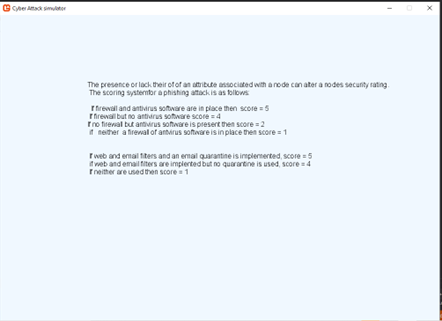 Cyber Attack simulator
The presence or lack their of of an attribute associated with a node can alter a nodes security rating.
The scoring systemfor a phishing attack is as follows:
If firewall and antivirus software are in place then score = 5
If firewall but no antivirus software score = 4
If no firewall but antivirus software is present then score = 2
if neither a firewall of antivirus software is in place then score = 1
If web and email filters and an email quarantine is implemented, score = 5
if web and email filters are implented but no quarantine is used, score = 4
If neither are used then score = 1